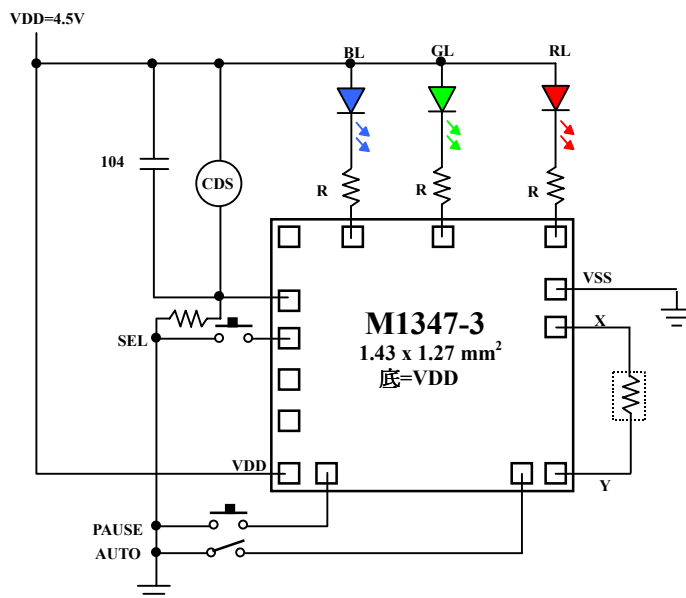 VDD=4.5V
BL
GL
RL
104
CDS
R
R
R
VSS
M1347-3
1.43 x 1.27 mm²
底=VDD
X
SEL
VDD
Y
PAUSE
AUTO